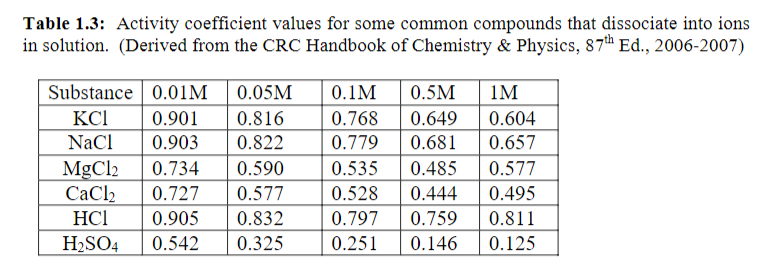 Table 1.3: Activity coefficient values for some common compounds that dissociate into ions
in solution. (Derived from the CRC Handbook of Chemistry & Physics, 87th Ed., 2006-2007)
Substance 0.01M 0.05M 0.1M 0.5M 1M
KCl 0.901 0.816 0.768 0.649 0.604
NaCl 0.903 0.822 0.779 0.681 0.657
MgCl2 0.734 0.590 0.535 0.485 0.577
CaCl2 0.727 0.577 0.528 0.444 0.495
HCl 0.905 0.832 0.797 0.759 0.811
H2SO4 0.542 0.325 0.251 0.146 0.125